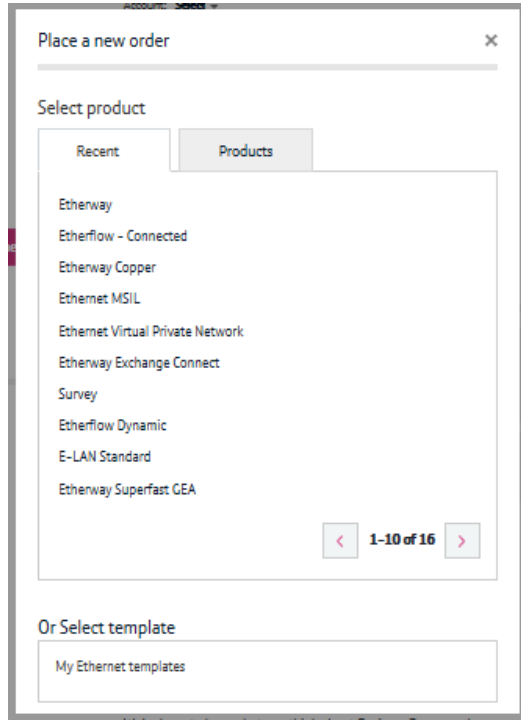 Account: Select
Place a new order
×
Select product
Recent Products
Etherway
Etherflow - Connected
Etherway Copper
Ethernet MSIL
Ethernet Virtual Private Network
Etherway Exchange Connect
Survey
Etherflow Dynamic
E-LAN Standard
Etherway Superfast GEA
< 1-10 of 16 >
Or Select template
My Ethernet templates